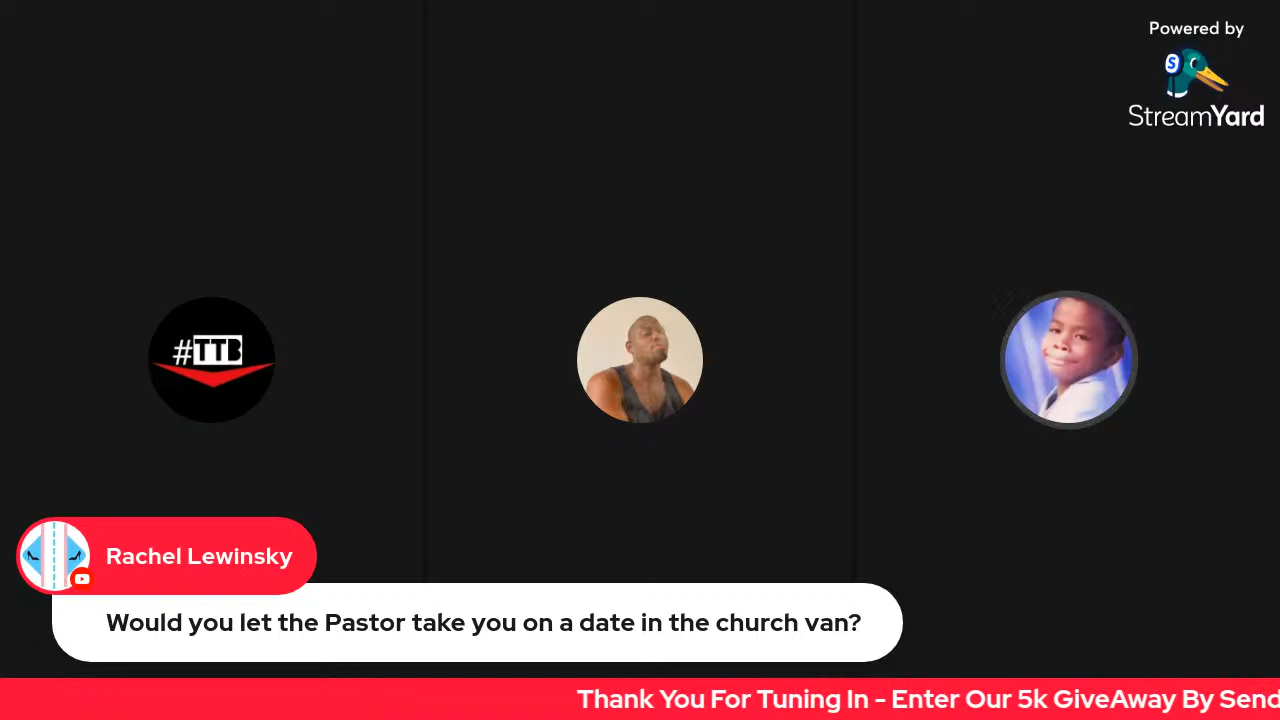 Powered by
S
StreamYard
#TTB
Rachel Lewinsky
Would you let the Pastor take you on a date in the church van?
Thank You For Tuning In - Enter Our 5k GiveAway By Send